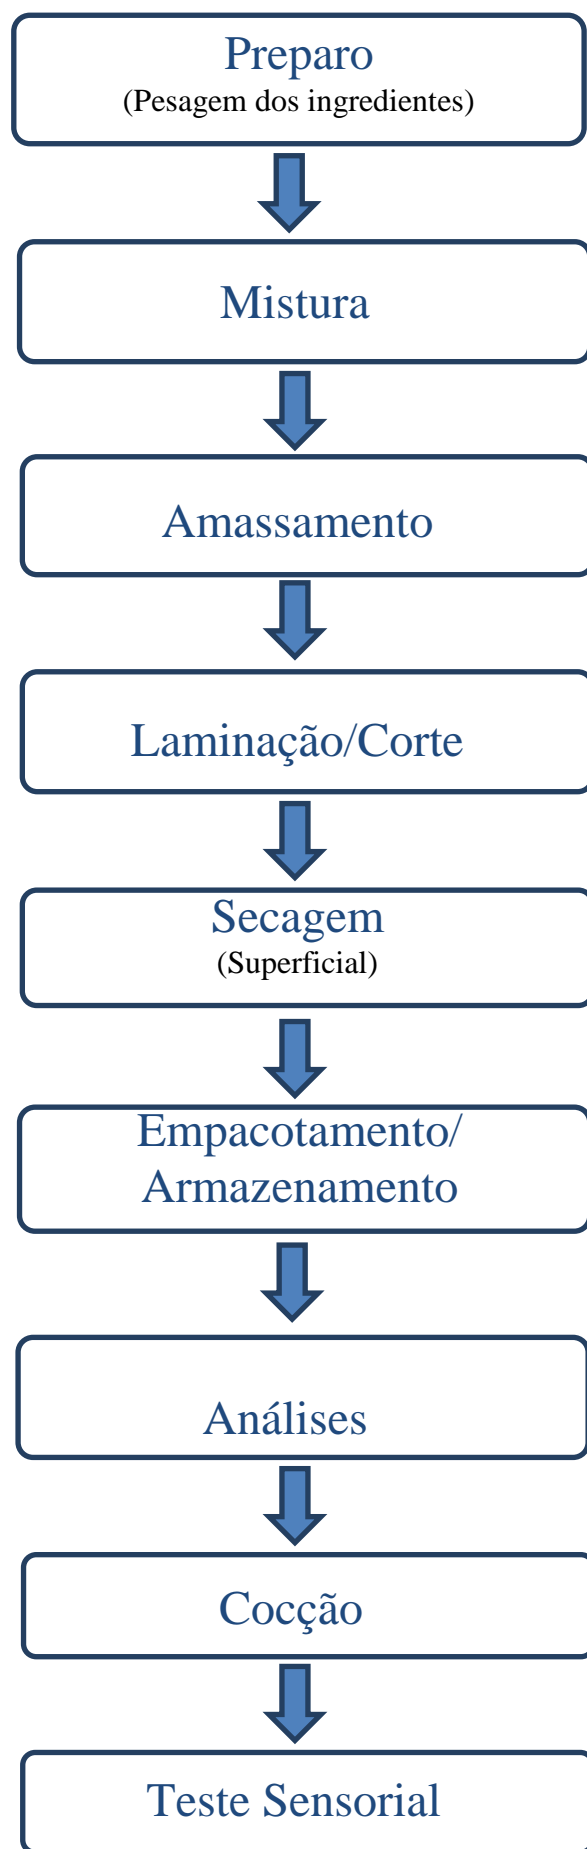 Preparo
(Pesagem dos ingredientes)
Mistura
Amassamento
Laminação/Corte
Secagem
(Superficial)
Empacotamento/
Armazenamento
Análises
Cocção
Teste Sensorial